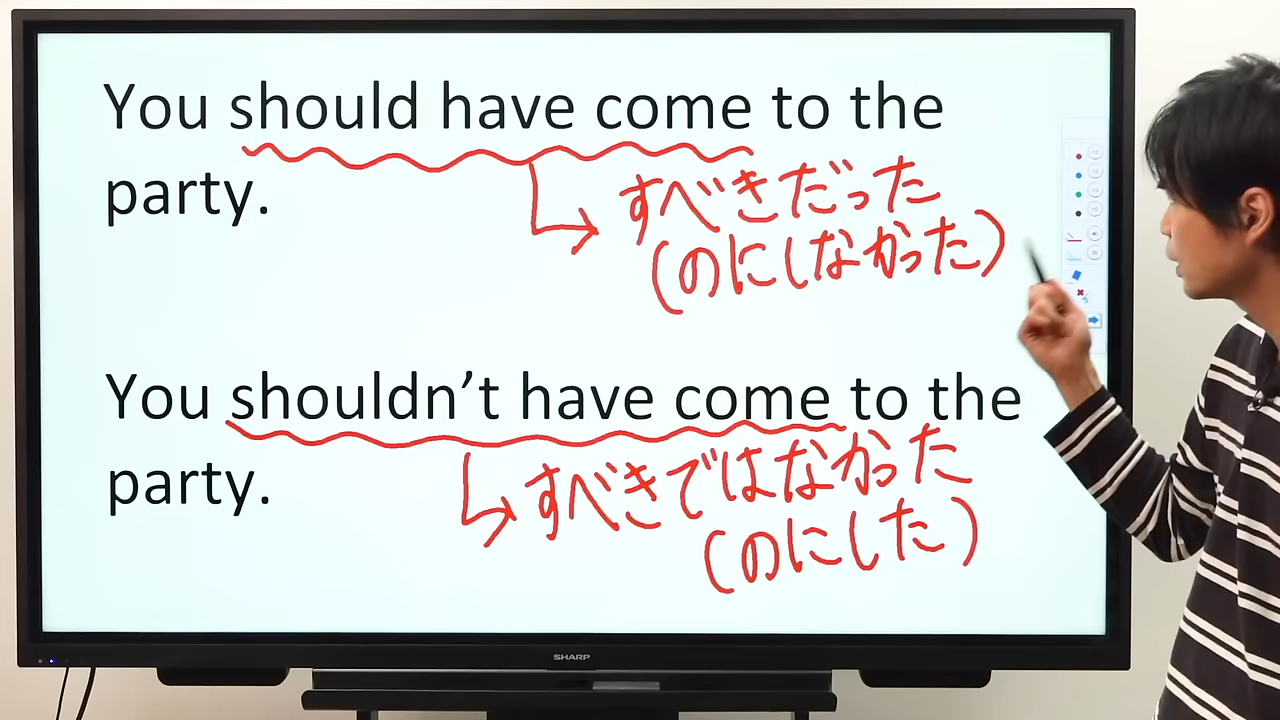 You should have come to the
party.
すべきだった
(のにしなかった)
You shouldn't have come to the
party.
すべきではなかった
(のにした)
SHARP